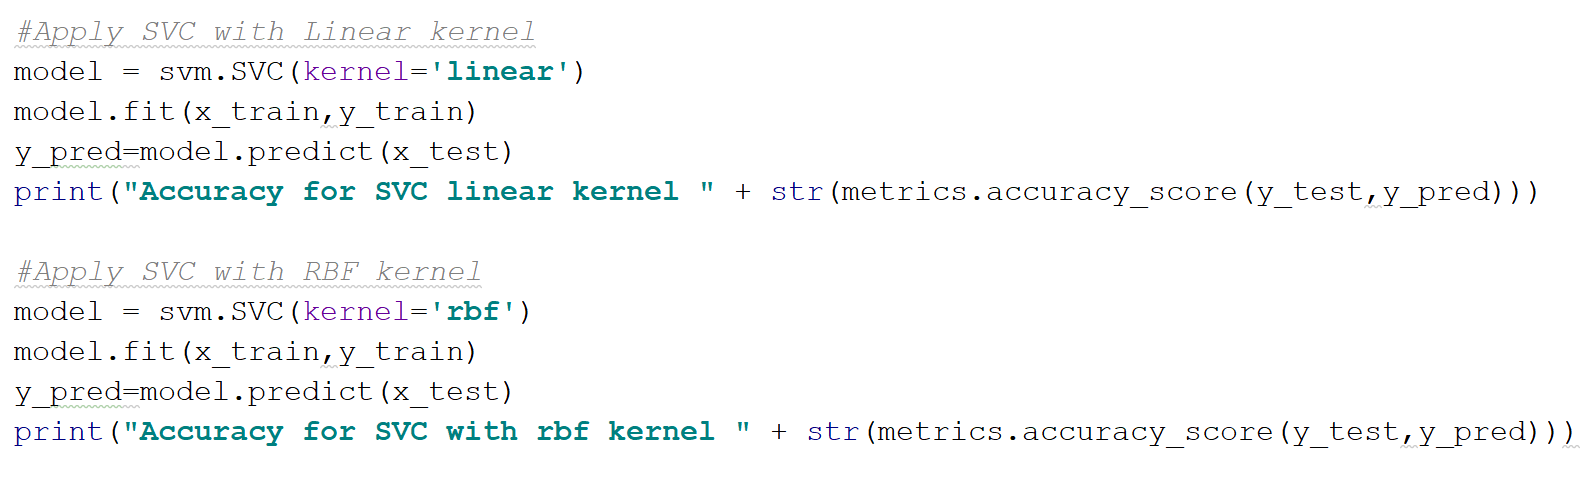 #Apply SVC with Linear kernel
model = svm.SVC(kernel='linear')
model.fit(x_train,y_train)
y_pred=model.predict(x_test)
print("Accuracy for SVC linear kernel " + str(metrics.accuracy_score(y_test,y_pred)))
#Apply SVC with RBF kernel
model = svm.SVC(kernel='rbf')
model.fit(x_train,y_train)
y_pred=model.predict(x_test)
print("Accuracy for SVC with rbf kernel " + str(metrics.accuracy_score(y_test,y_pred)))